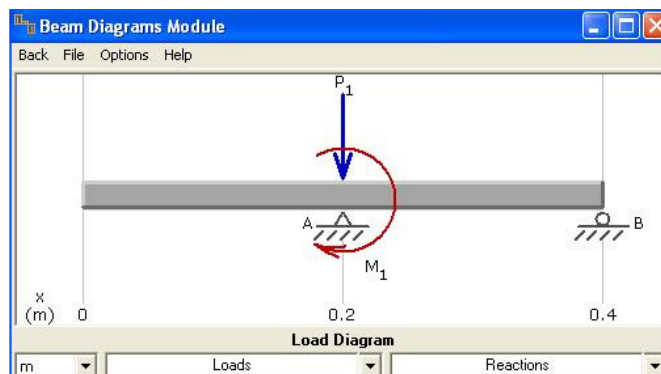 Beam Diagrams Module
Back File Options Help
P1
A
B
M1
x
(m) 0 0.2 0.4
Load Diagram
m Loads Reactions